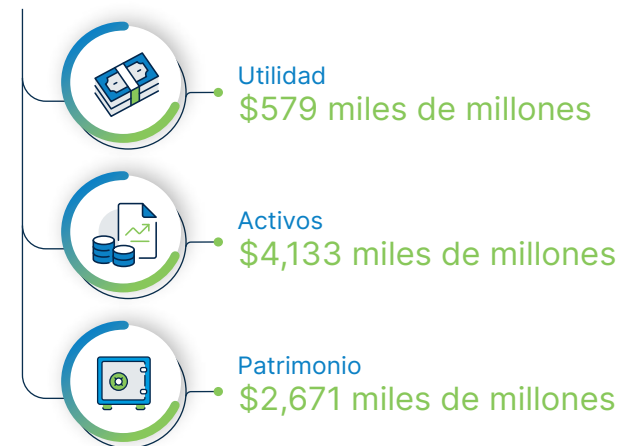 Utilidad
$579 miles de millones
Activos
$4,133 miles de millones
Patrimonio
$2,671 miles de millones